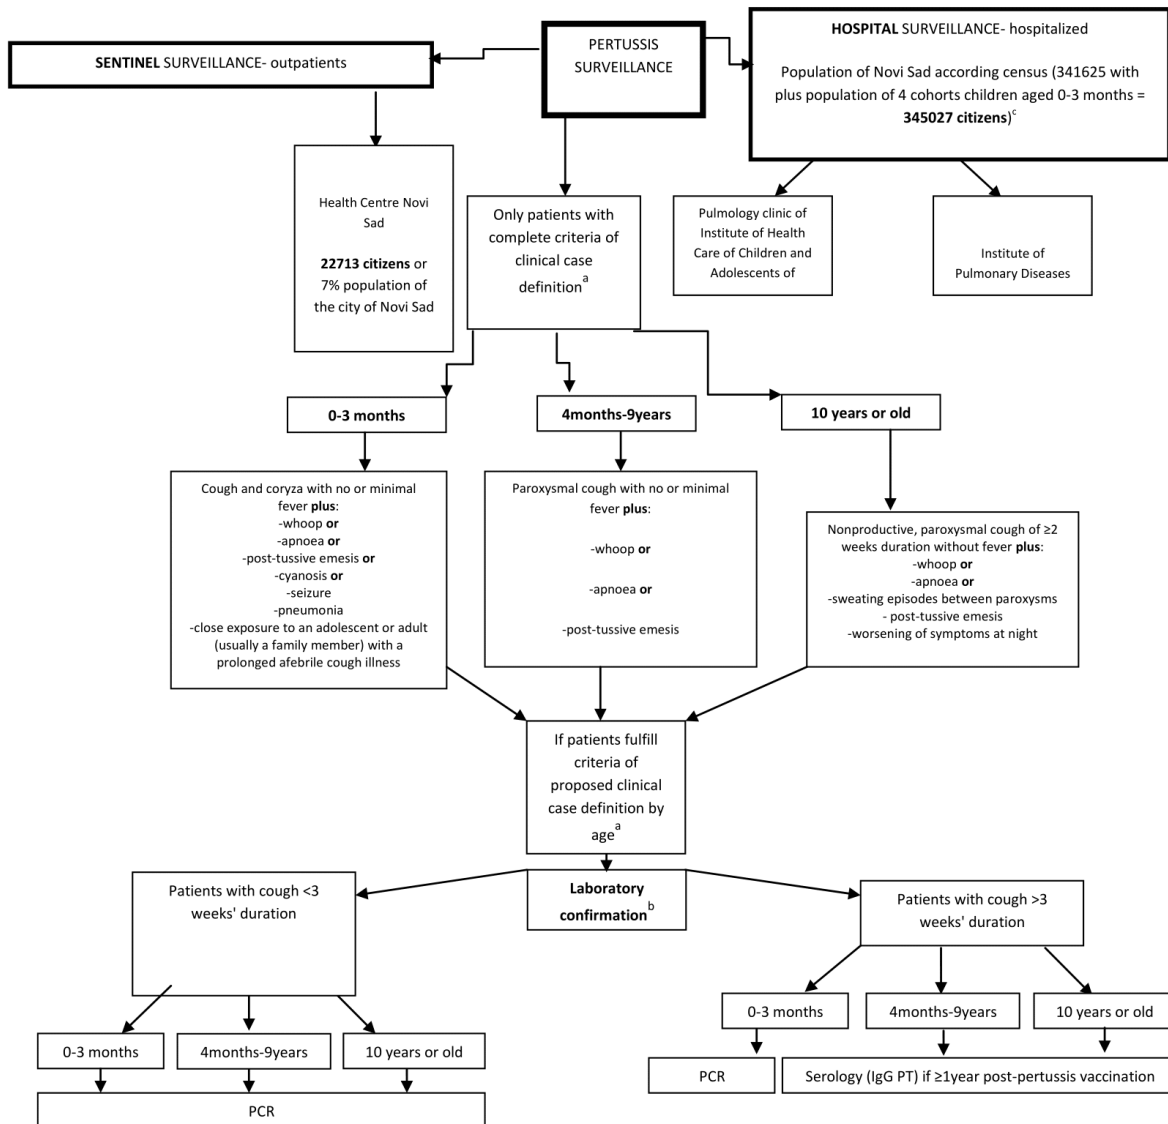 PERTUSSIS
SURVEILLANCE
SENTINEL SURVEILLANCE- outpatients
HOSPITAL SURVEILLANCE- hospitalized
Population of Novi Sad according census (341625 with
plus population of 4 cohorts children aged 0-3 months =
345027 citizens)c
Health Centre Novi
Sad
22713 citizens or
7% population of
the city of Novi Sad
Only patients with
complete criteria of
clinical case
definitiona
Pulmology clinic of
Institute of Health
Care of Children and
Adolescents of
Institute of
Pulmonary Diseases
0-3 months
4months-9years
10 years or old
Cough and coryza with no or minimal
fever plus:
-whoop or
-apnoea or
-post-tussive emesis or
-cyanosis or
-seizure
-pneumonia
-close exposure to an adolescent or adult
(usually a family member) with a
prolonged afebrile cough illness
Paroxysmal cough with no or minimal
fever plus:
-whoop or
-apnoea or
-post-tussive emesis
Nonproductive, paroxysmal cough of ≥2
weeks duration without fever plus:
-whoop or
-apnoea or
-sweating episodes between paroxysms
- post-tussive emesis
-worsening of symptoms at night
If patients fulfill
criteria of
proposed clinical
case definition by
agea
Laboratory
confirmationb
Patients with cough <3
weeks' duration
Patients with cough >3
weeks' duration
0-3 months
4months-9years
10 years or old
PCR
0-3 months
4months-9years
10 years or old
PCR
Serology (IgG PT) if ≥1year post-pertussis vaccination